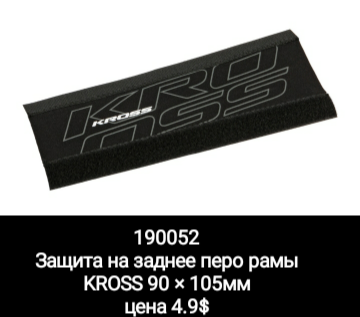 KRO
KROSS
OSS
190052
Защита на заднее перо рамы
KROSS 90 × 105мм
цена 4.9$